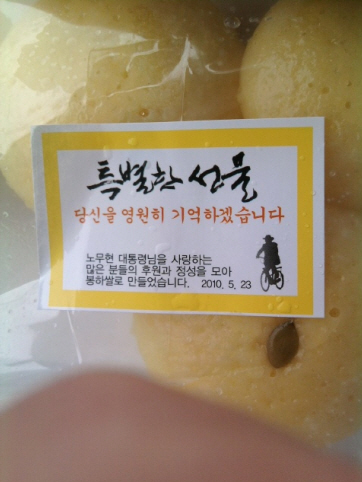 특별한 선물
당신을 영원히 기억하겠습니다
노무현 대통령님을 사랑하는
많은 분들의 후원과 정성을 모아
봉하쌀로 만들었습니다. 2010. 5. 23